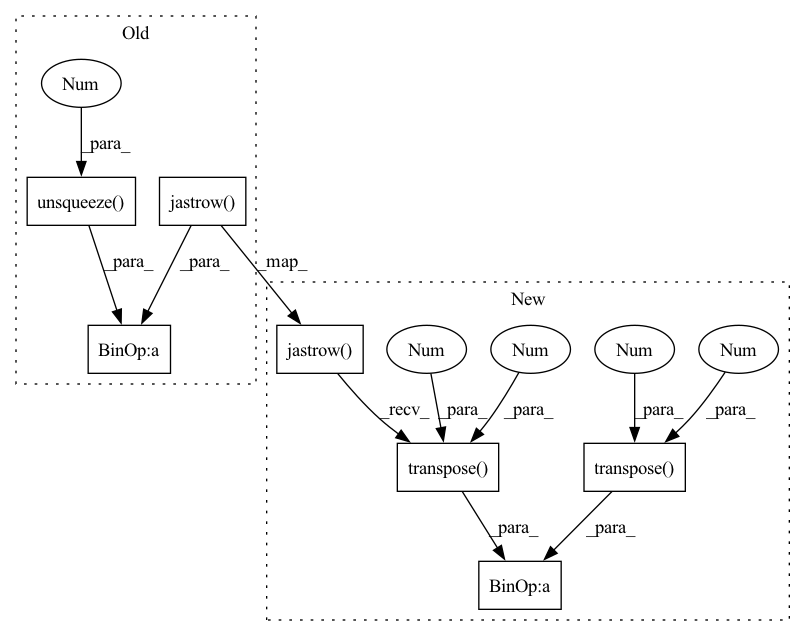 Old
Num
_para_
unsqueeze()
jastrow()
_para_
_para_
_map_
BinOp:a
New
jastrow()
Num
Num
Num
Num
_recv_
_para_
_para_
_para_
_para_
transpose()
transpose()
_para_
_para_
BinOp:a